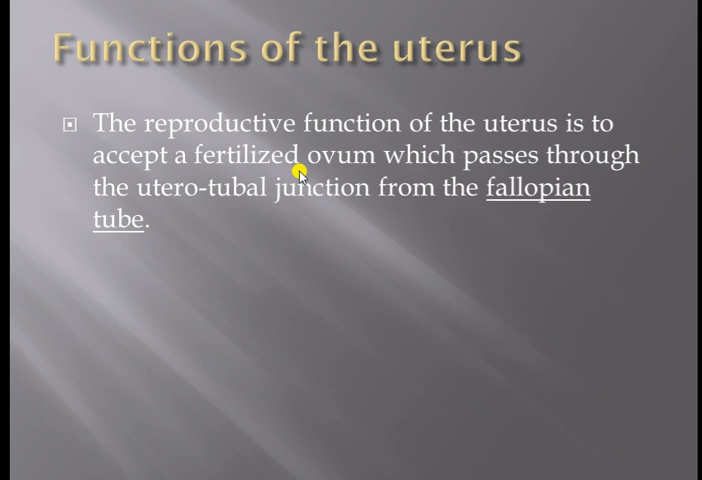 Functions of the uterus
The reproductive function of the uterus is to
accept a fertilized ovum which passes through
the utero-tubal junction from the fallopian
tube.